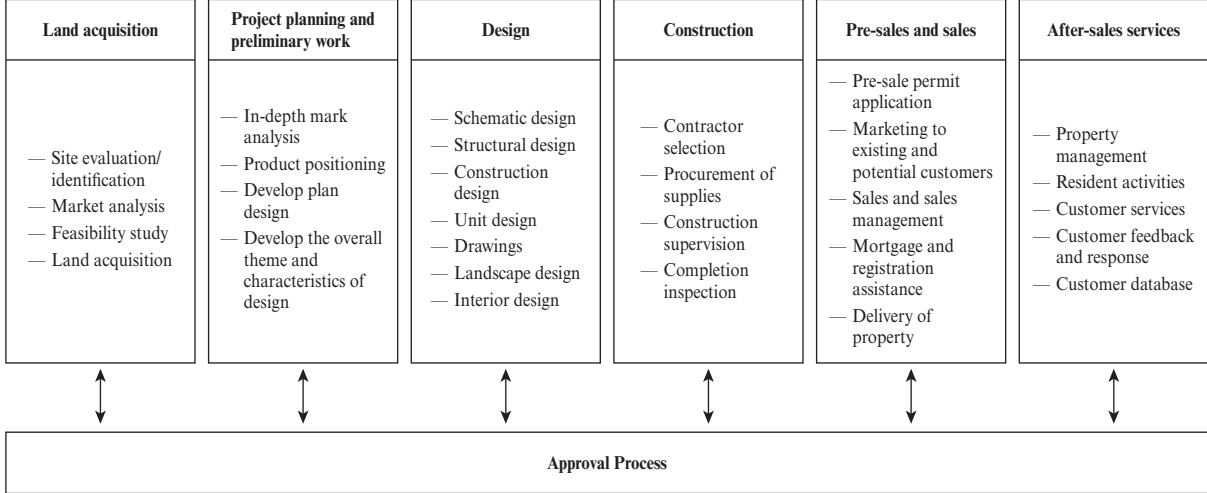 Land acquisition
— Site evaluation/
identification
— Market analysis
— Feasibility study
— Land acquisition
Project planning and
preliminary work
— In-depth mark
analysis
— Product positioning
— Develop plan
design
— Develop the overall
theme and
characteristics of
design
Design
— Schematic design
— Structural design
— Construction
design
— Unit design
— Drawings
— Landscape design
— Interior design
Construction
— Contractor
selection
— Procurement of
supplies
— Construction
supervision
— Completion
inspection
Pre-sales and sales
— Pre-sale permit
application
— Marketing to
existing and
potential customers
— Sales and sales
management
— Mortgage and
registration
assistance
— Delivery of
property
After-sales services
— Property
management
— Resident activities
— Customer services
— Customer feedback
and response
— Customer database
Approval Process